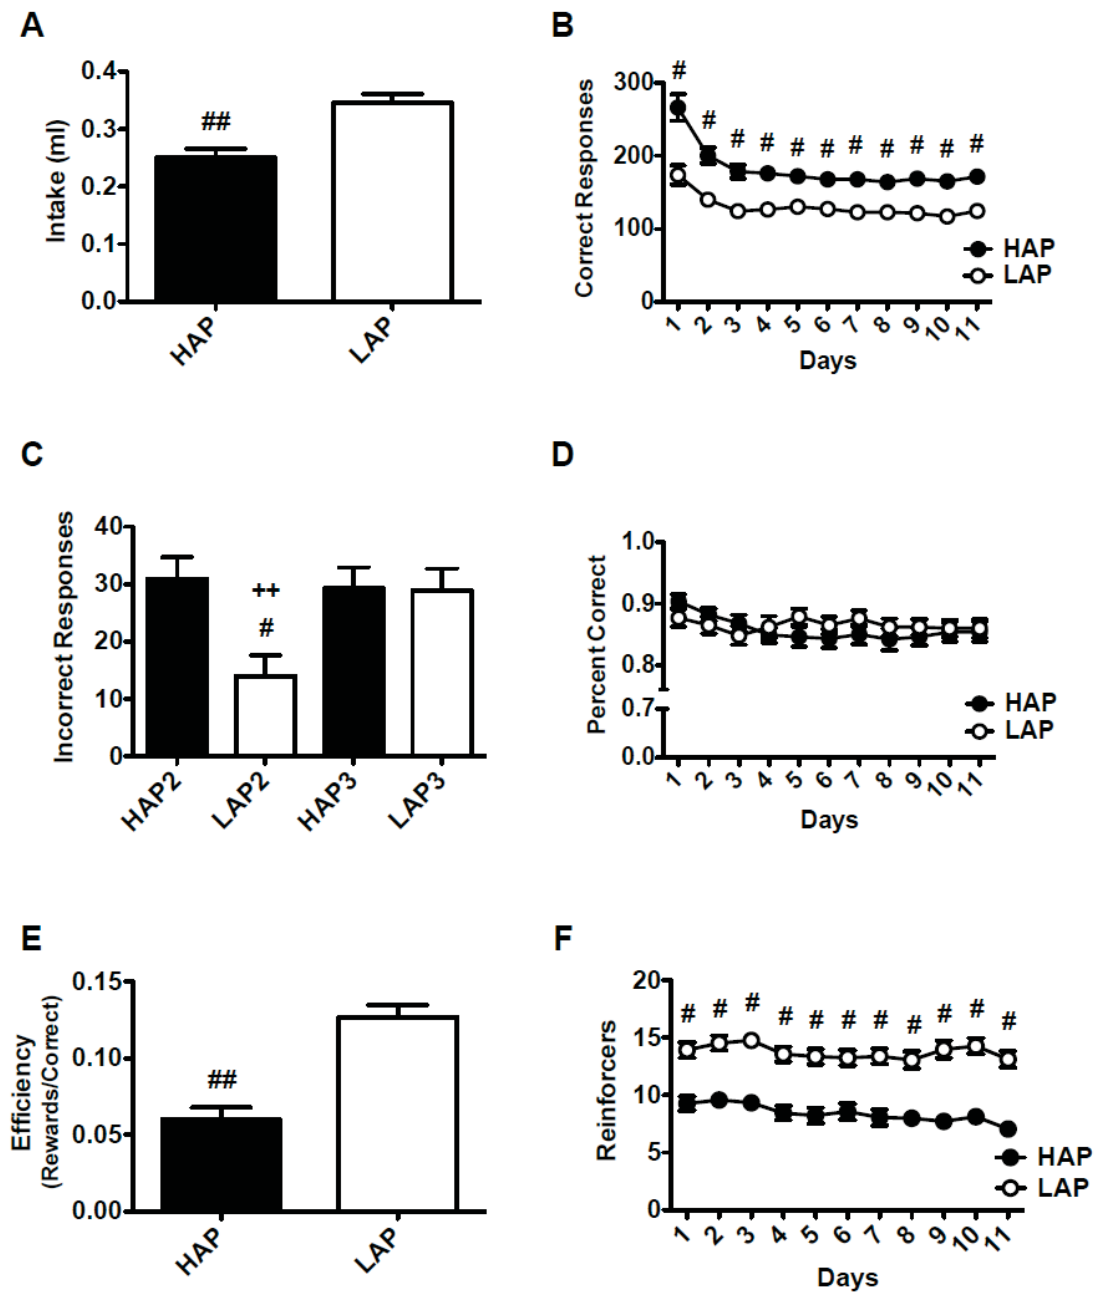 A
Intake (ml)
0.4
0.3
0.2
0.1
0.0
##
HAP
LAP
B
Correct Responses
300
200
100
0
# # # # # # # # # # #
HAP
LAP
1 2 3 4 5 6 7 8 9 10 11
Days
C
Incorrect Responses
40
30
20
10
0
++
#
HAP2
LAP2
HAP3
LAP3
D
Percent Correct
1.0
0.9
0.8
0.7
0.0
HAP
LAP
1 2 3 4 5 6 7 8 9 10 11
Days
E
Efficiency
(Rewards/Correct)
0.15
0.10
0.05
0.00
##
HAP
LAP
F
Reinforcers
20
15
10
5
0
# # # # # # # # # # #
HAP
LAP
1 2 3 4 5 6 7 8 9 10 11
Days